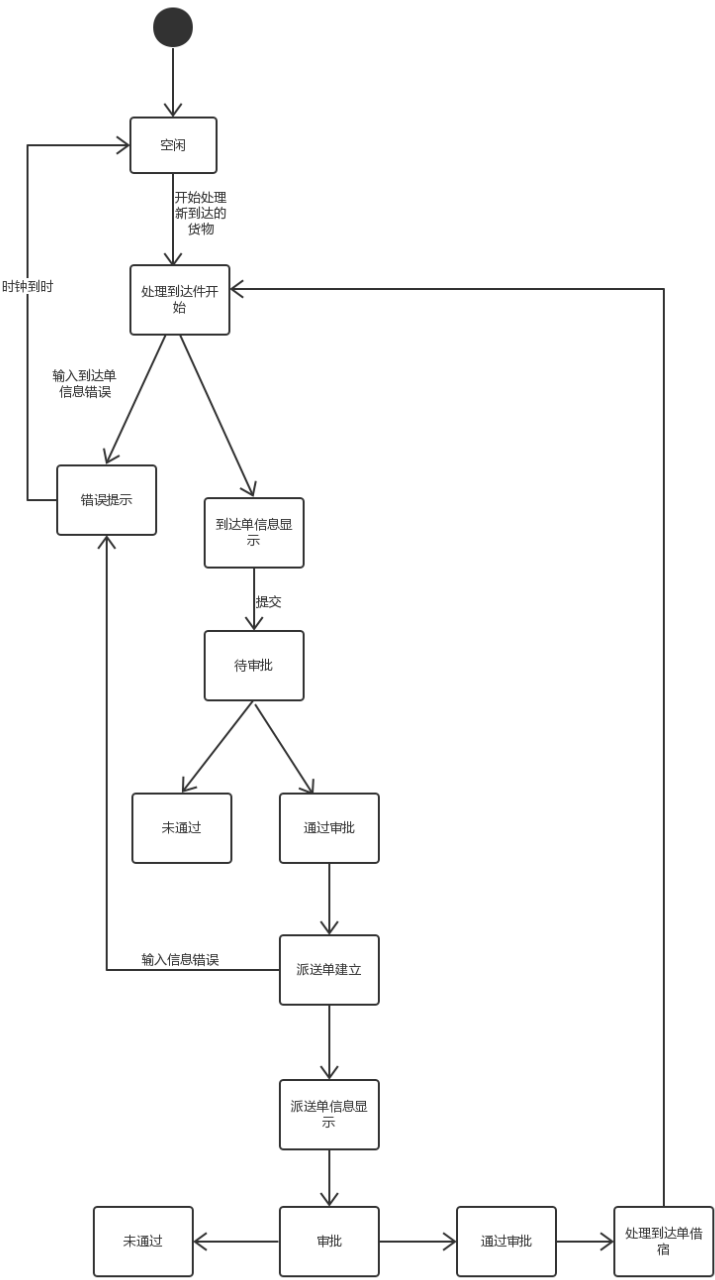 空闲
开始处理
新到达的
货物
时钟到时
处理到达件开
始
输入到达单
信息错误
错误提示
到达单信息显
示
提交
待审批
未通过
通过审批
输入信息错误
派送单建立
派送单信息显
示
未通过
审批
通过审批
处理到达单借
宿